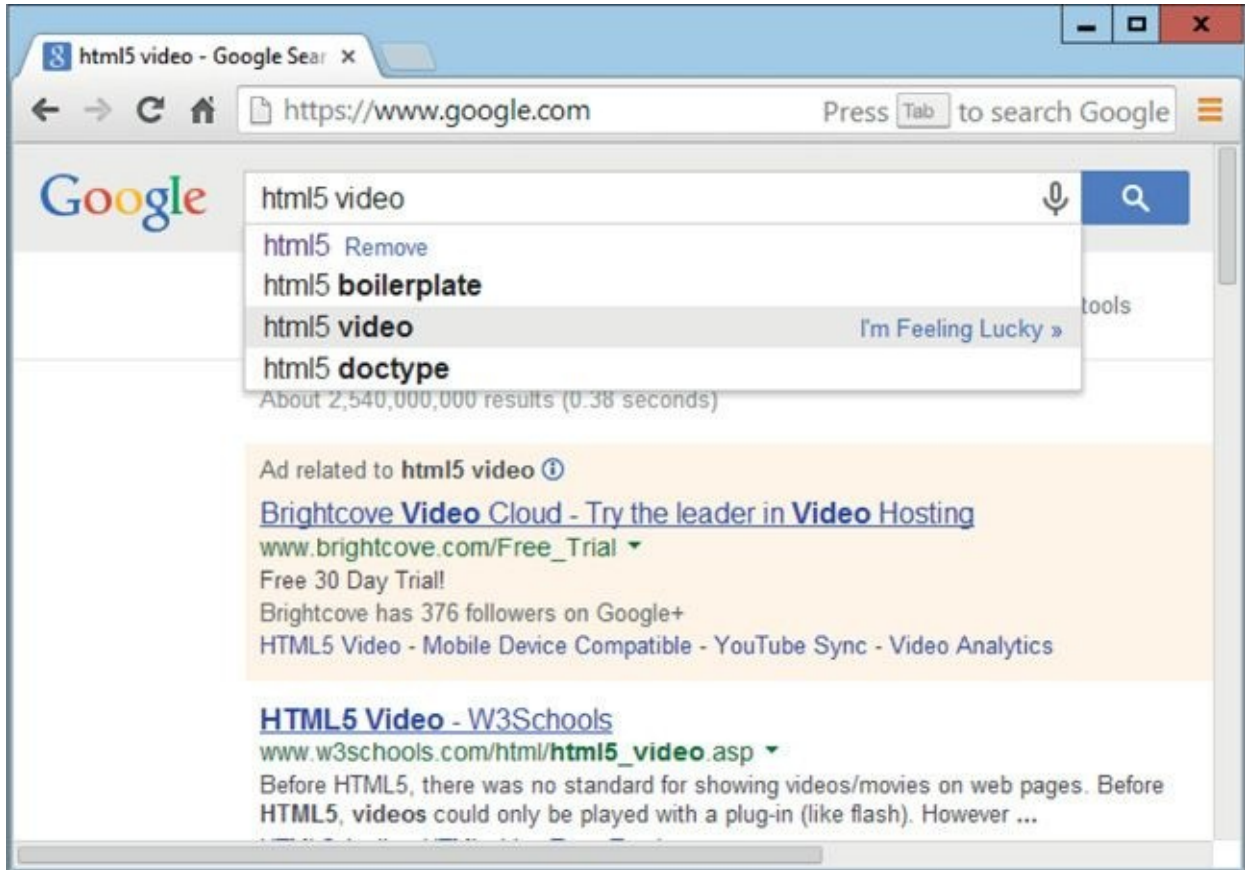 html5 video - Google Sear
https://www.google.com Press Tab to search Google
Google html5 video
html5 Remove
html5 boilerplate
html5 video I'm Feeling Lucky »
tools
html5 doctype
About 2,540,000,000 results (0.38 seconds)
Ad related to html5 video
Brightcove Video Cloud - Try the leader in Video Hosting
www.brightcove.com/Free_Trial
Free 30 Day Trial!
Brightcove has 376 followers on Google+
HTML5 Video - Mobile Device Compatible - YouTube Sync - Video Analytics
HTML5 Video - W3Schools
www.w3schools.com/html/html5_video.asp
Before HTML5, there was no standard for showing videos/movies on web pages. Before
HTML5, videos could only be played with a plug-in (like flash). However ...